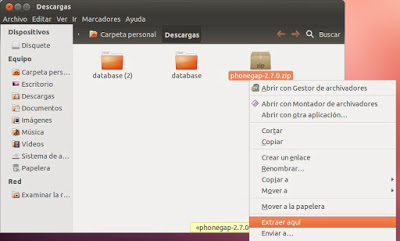 Descargas
Archivo Editar Ver Ir Marcadores Ayuda
Dispositivos
Disquete
Equipo
Carpeta pers...
Escritorio
Descargas
Documentos
Imágenes
Música
Vídeos
Sistema de a...
Papelera
Red
Examinar la r...
Carpeta personal
Descargas
Buscar
database (2)
database
phonegap-2.7.0.zip
Abrir con Gestor de archivadores
Abrir con Montador de archivadores
Abrir con otra aplicación...
Cortar
Copiar
Crear un enlace
Renombrar...
Copiar a
Mover a
Mover a la papelera
Extraer aquí
Enviar a...
«phonegap-2.7.0